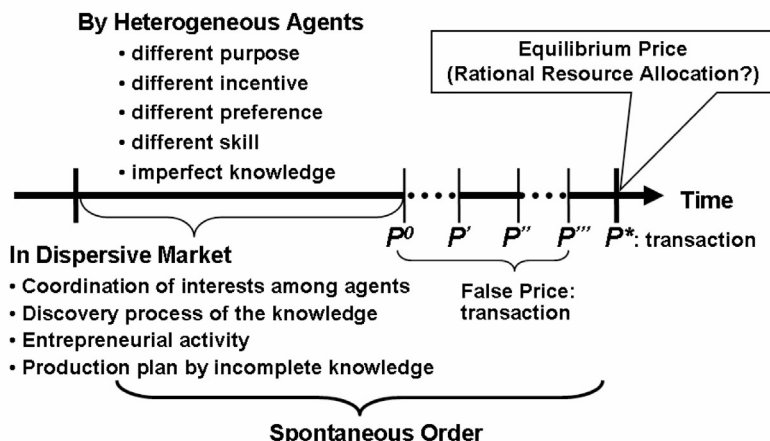 By Heterogeneous Agents
• different purpose
• different incentive
• different preference
• different skill
• imperfect knowledge
Equilibrium Price
(Rational Resource Allocation?)
Time
P⁰ P' P'' P''' P*: transaction
False Price:
transaction
In Dispersive Market
• Coordination of interests among agents
• Discovery process of the knowledge
• Entrepreneurial activity
• Production plan by incomplete knowledge
Spontaneous Order